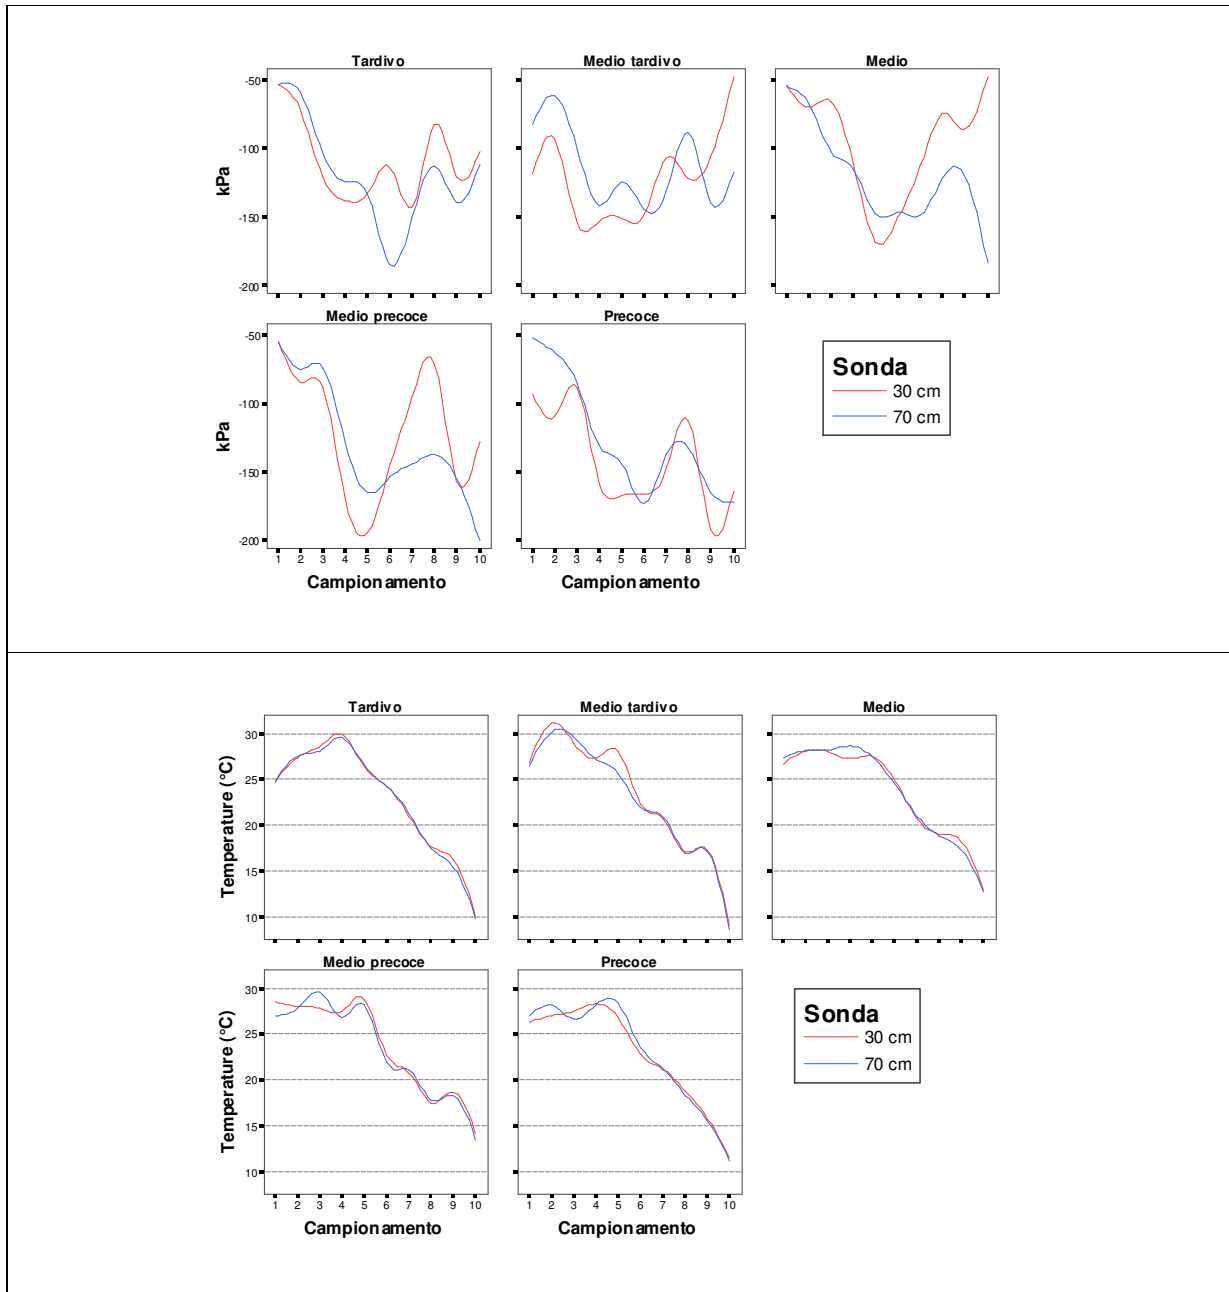 Tardivo
Medio tardivo
Medio
-50
-100
-150
-200
kPa
Medio precoce
Precoce
-50
-100
-150
-200
kPa
1 2 3 4 5 6 7 8 9 10
1 2 3 4 5 6 7 8 9 10
Campionamento
Campionamento
Sonda
30 cm
70 cm
Tardivo
Medio tardivo
Medio
30
25
20
15
10
Temperature (°C)
Medio precoce
Precoce
30
25
20
15
10
Temperature (°C)
1 2 3 4 5 6 7 8 9 10
1 2 3 4 5 6 7 8 9 10
Campionamento
Campionamento
Sonda
30 cm
70 cm